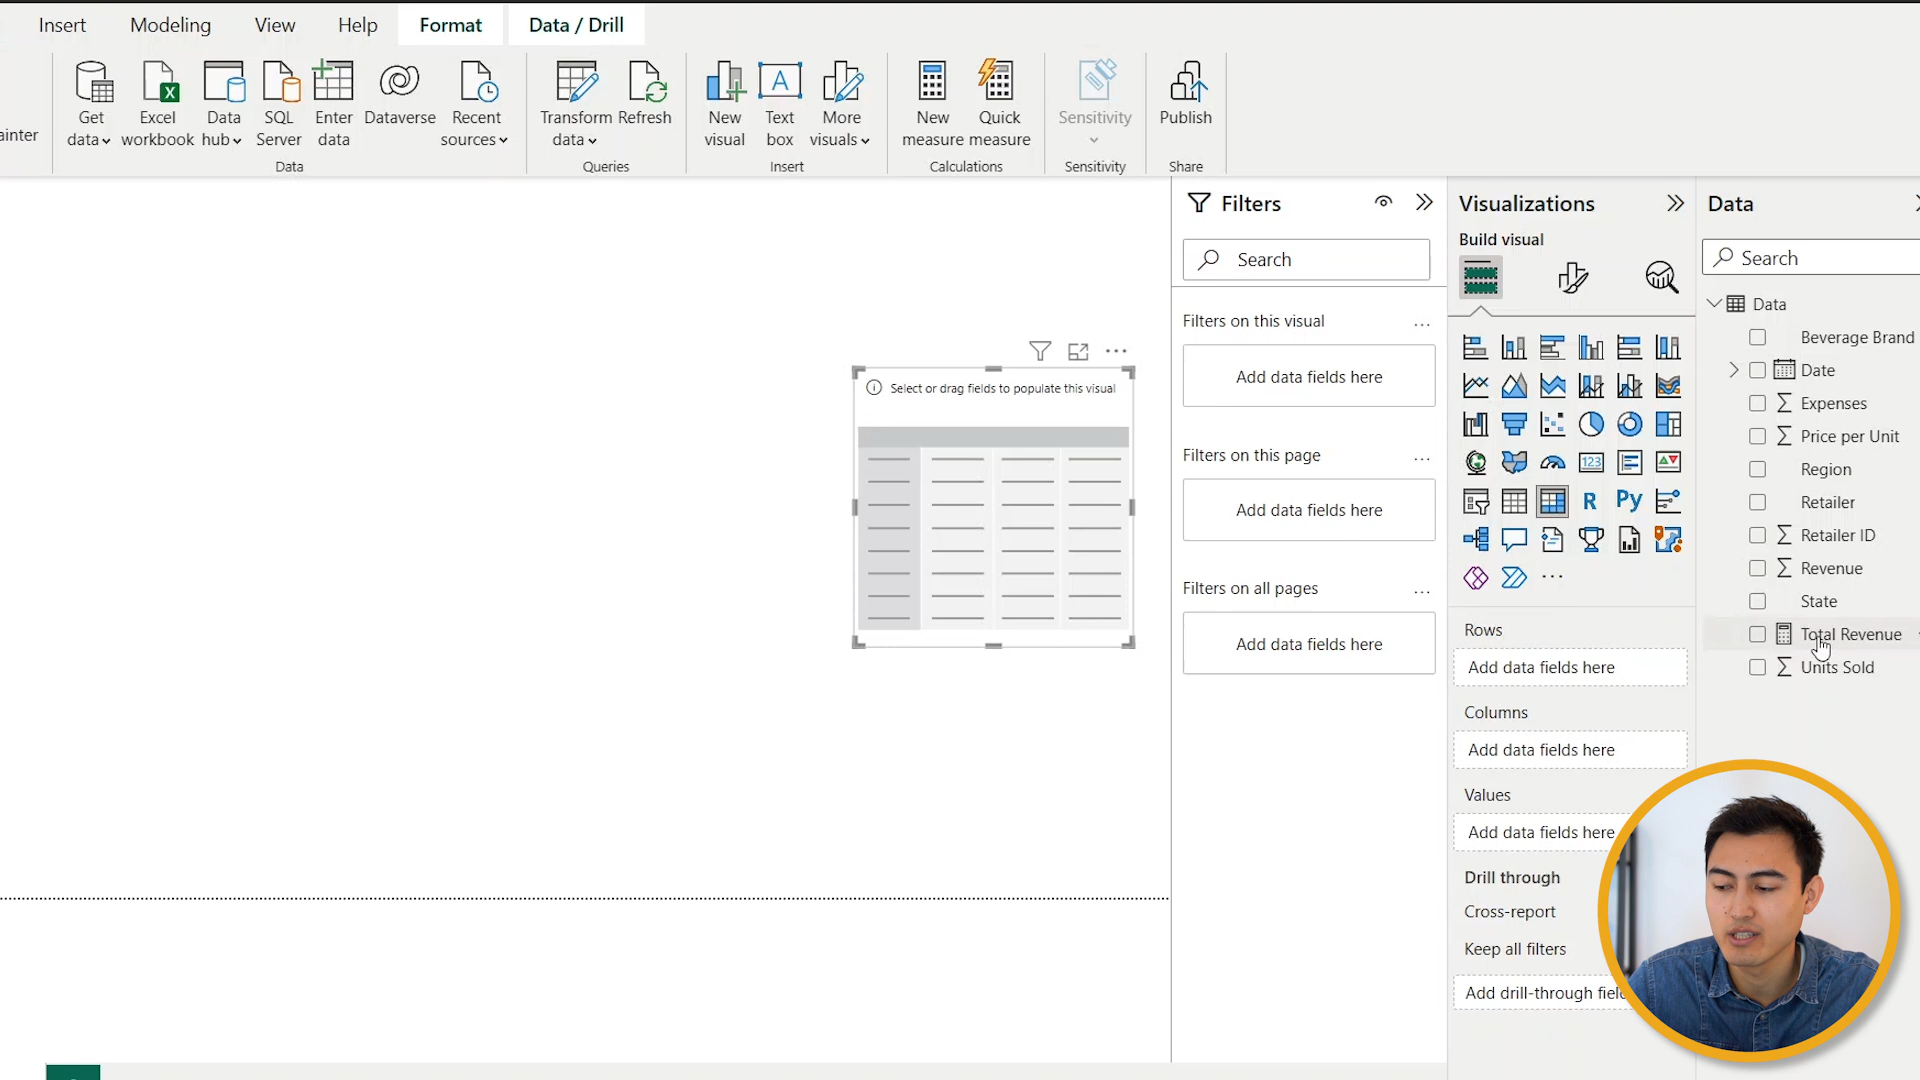 Insert Modeling View Help Format Data / Drill
ainter
Get data
Excel workbook
Data hub
SQL Server
Enter data
Dataverse
Recent sources
Data
Transform data
Refresh
Queries
New visual
A
Text box
More visuals
Insert
New measure
Quick measure
Calculations
Sensitivity
Sensitivity
Publish
Share
Select or drag fields to populate this visual
Filters
Search
Filters on this visual
Add data fields here
Filters on this page
Add data fields here
Filters on all pages
Add data fields here
Visualizations
Build visual
123
R
Py
Rows
Add data fields here
Columns
Add data fields here
Values
Add data fields here
Drill through
Cross-report
Keep all filters
Add drill-through fiel
Data
Search
Data
Beverage Brand
Date
Expenses
Price per Unit
Region
Retailer
Retailer ID
Revenue
State
Total Revenue
Units Sold